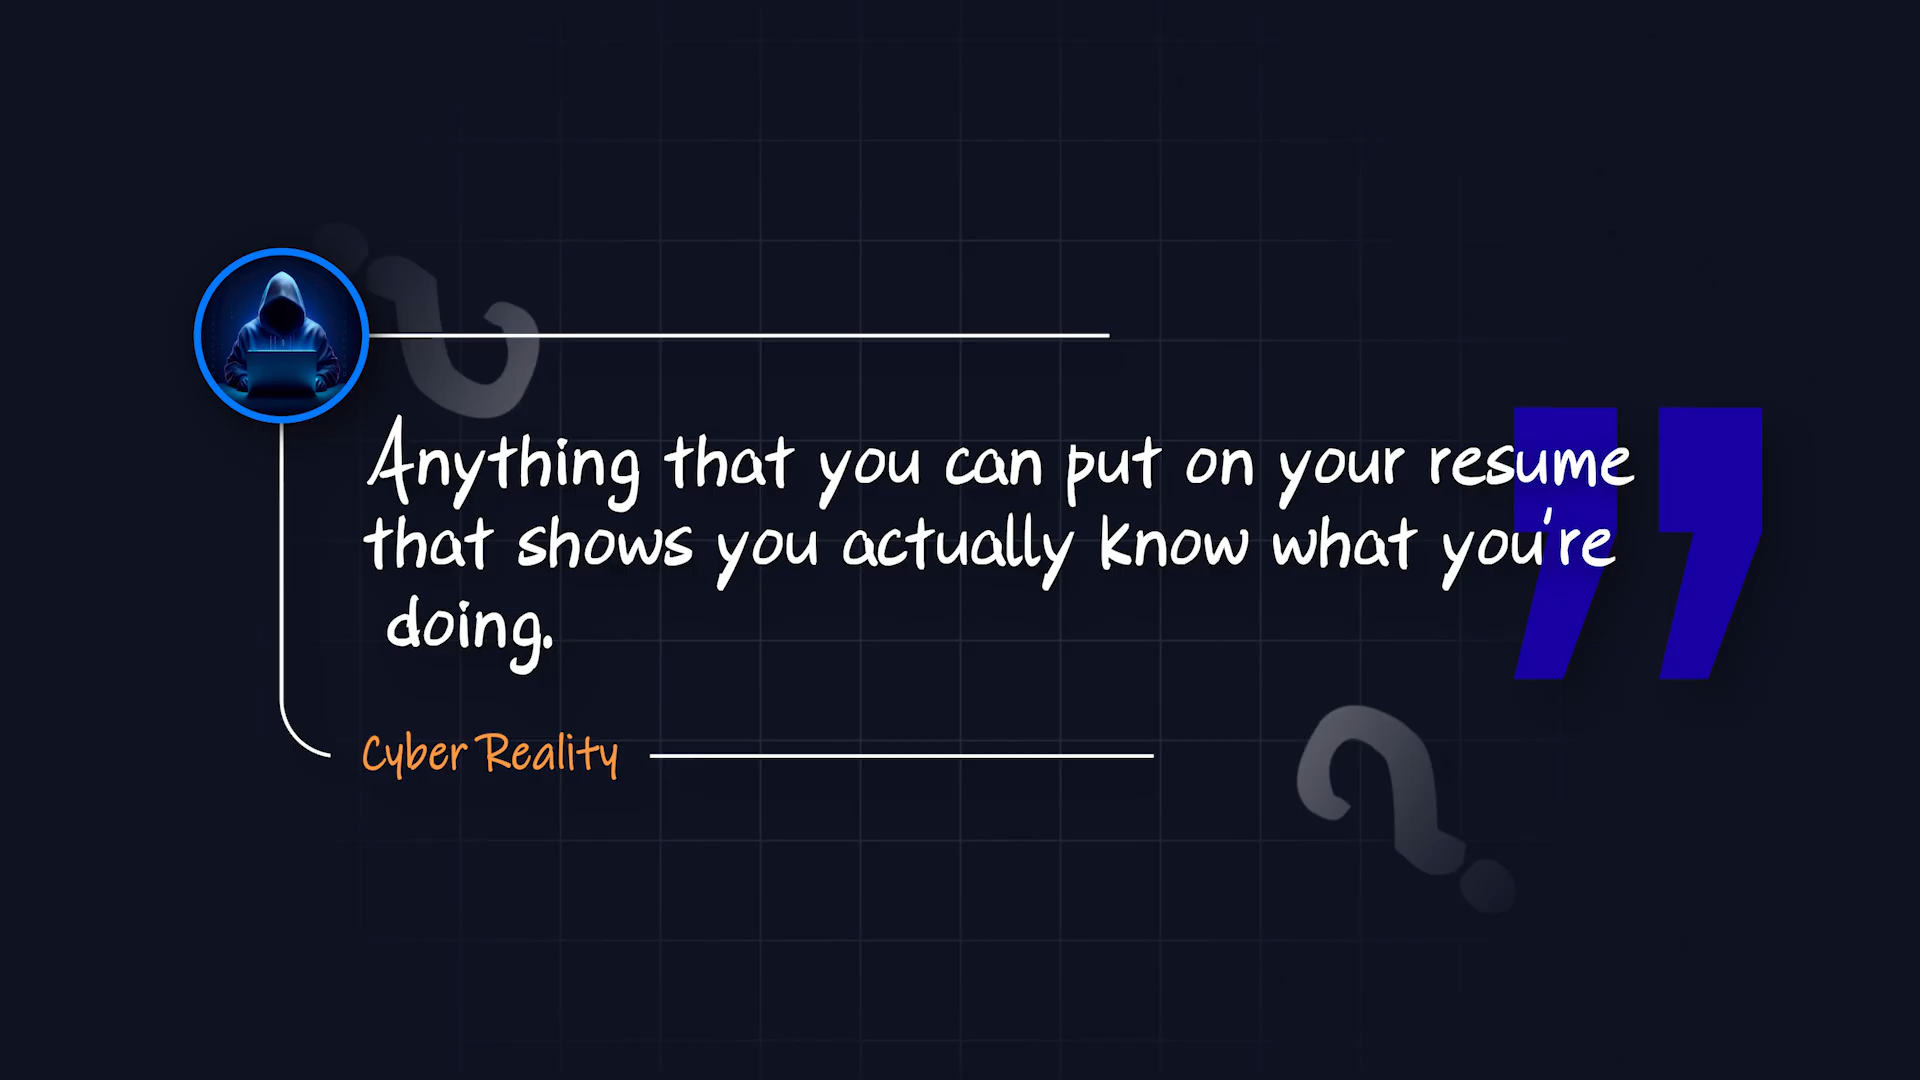 Anything that you can put on your resume
that shows you actually know what you're
doing.
Cyber Reality